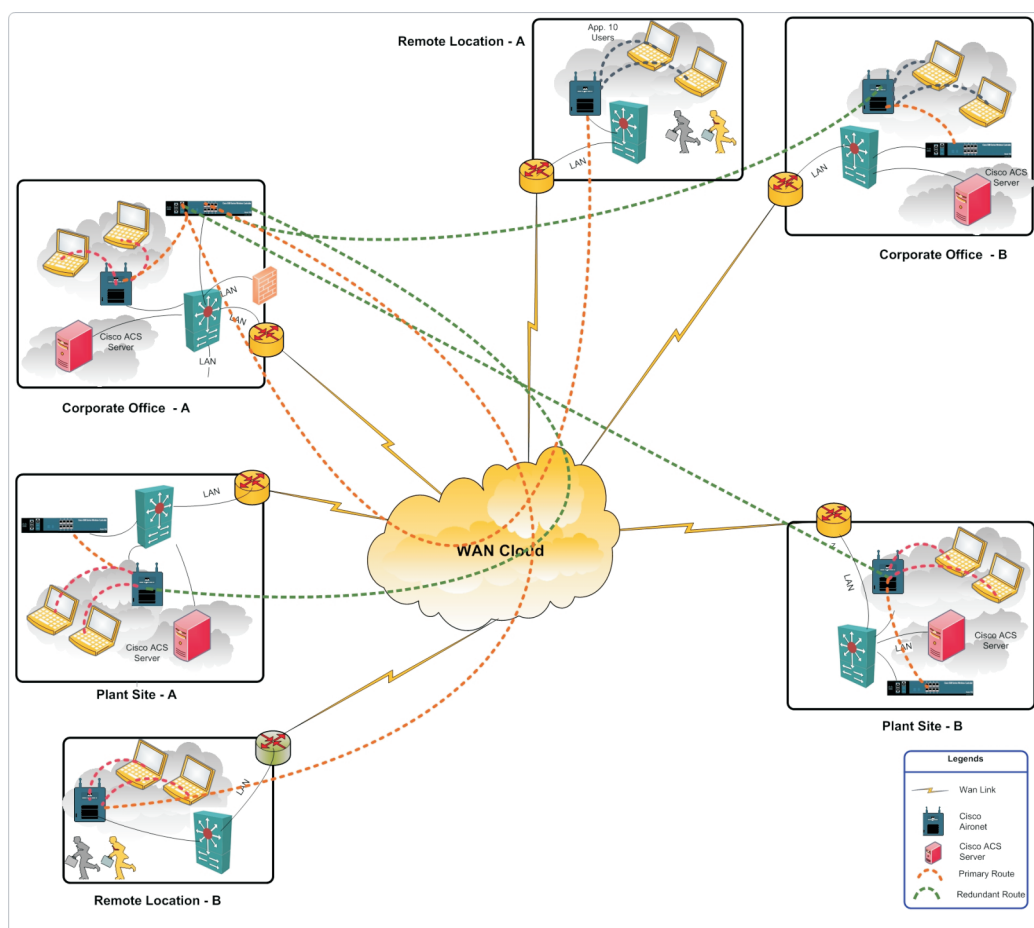 Remote Location - A
App. 10
Users
LAN
LAN
Cisco ACS
Server
Corporate Office - B
LAN
LAN
Cisco ACS
Server
LAN
Corporate Office - A
LAN
WAN Cloud
Cisco ACS
Server
Plant Site - A
LAN
LAN
Cisco ACS
Server
Plant Site - B
LAN
Remote Location - B
Legends
Wan Link
Cisco
Aironet
Cisco ACS
Server
Primary Route
Redundant Route